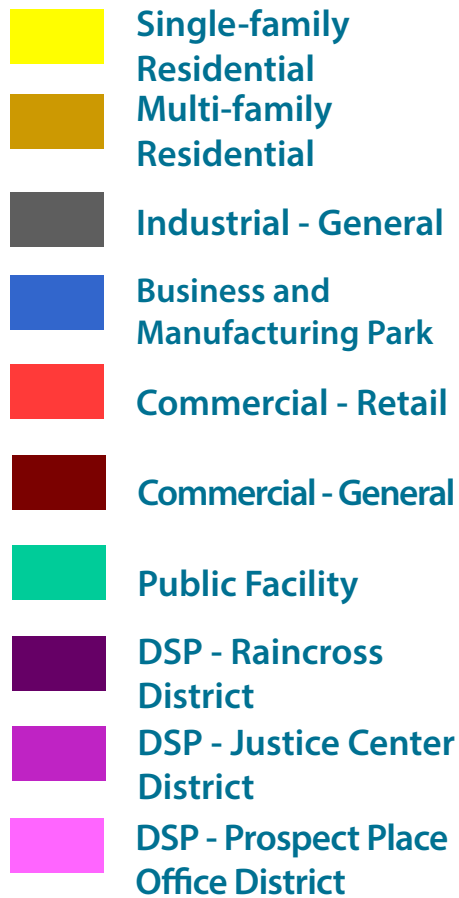 Single-family
Residential
Multi-family
Residential
Industrial - General
Business and
Manufacturing Park
Commercial - Retail
Commercial - General
Public Facility
DSP - Raincross
District
DSP - Justice Center
District
DSP - Prospect Place
Office District